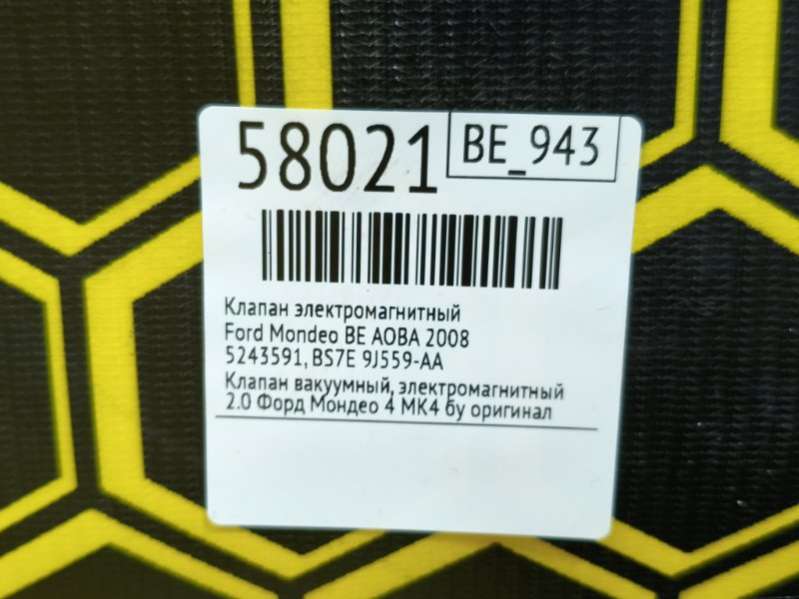 58021
BE_943
Клапан электромагнитный
Ford Mondeo BE AOBA 2008
5243591, BS7E 9J559-AA
Клапан вакуумный, электромагнитный
2.0 Форд Мондео 4 МК4 бу оригинал